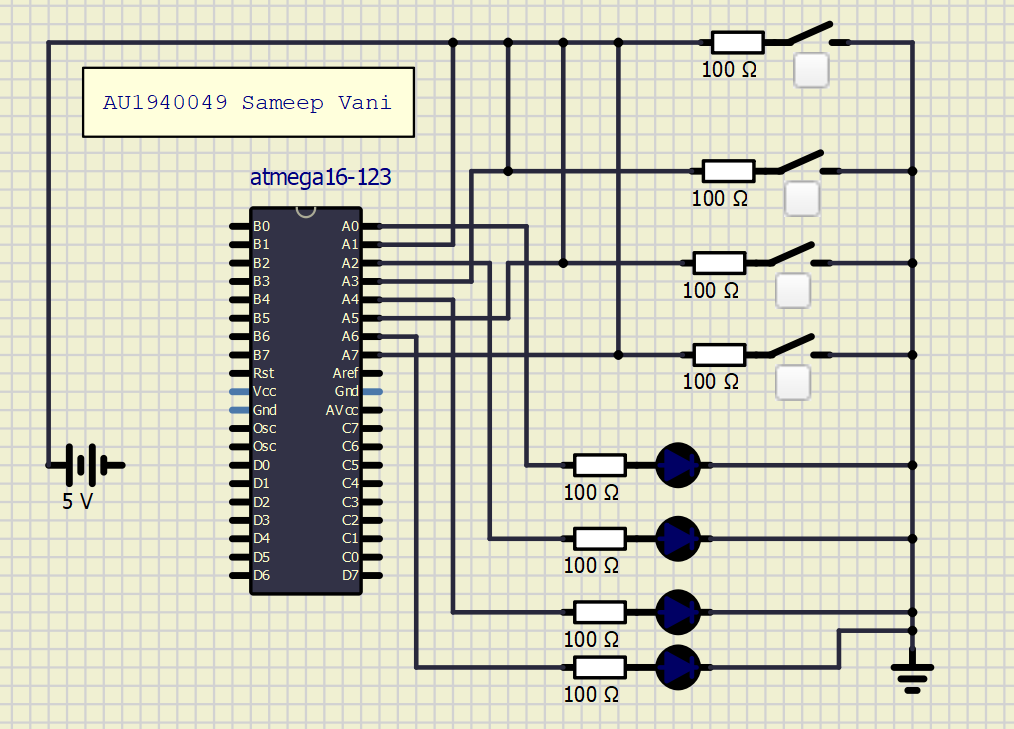 100 Ω
AU1940049 Sameep Vani
atmega16-123
100 Ω
B0 A0
B1 A1
B2 A2
100 Ω
B3 A3
B4 A4
B5 A5
B6 A6
B7 A7
Rst Aref
100 Ω
Vcc Gnd
Gnd AVcc
Osc C7
Osc C6
D0 C5
D1 C4
100 Ω
5 V
D2 C3
D3 C2
D4 C1
D5 C0
100 Ω
D6 D7
100 Ω
100 Ω